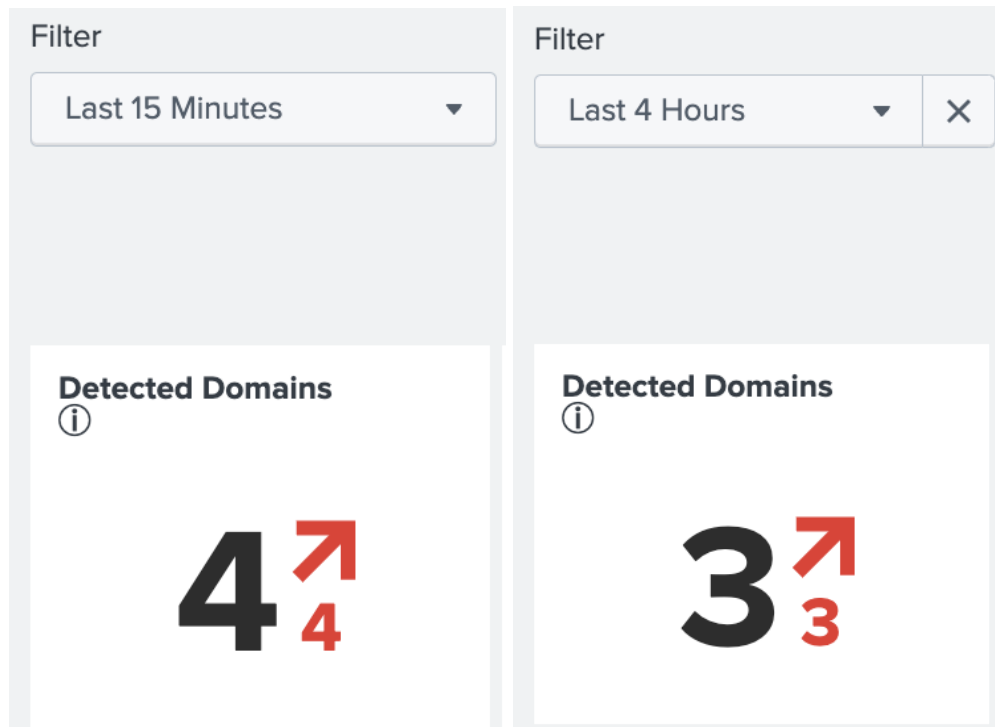 Filter
Last 15 Minutes
Detected Domains
4
4
Filter
Last 4 Hours
Detected Domains
3
3